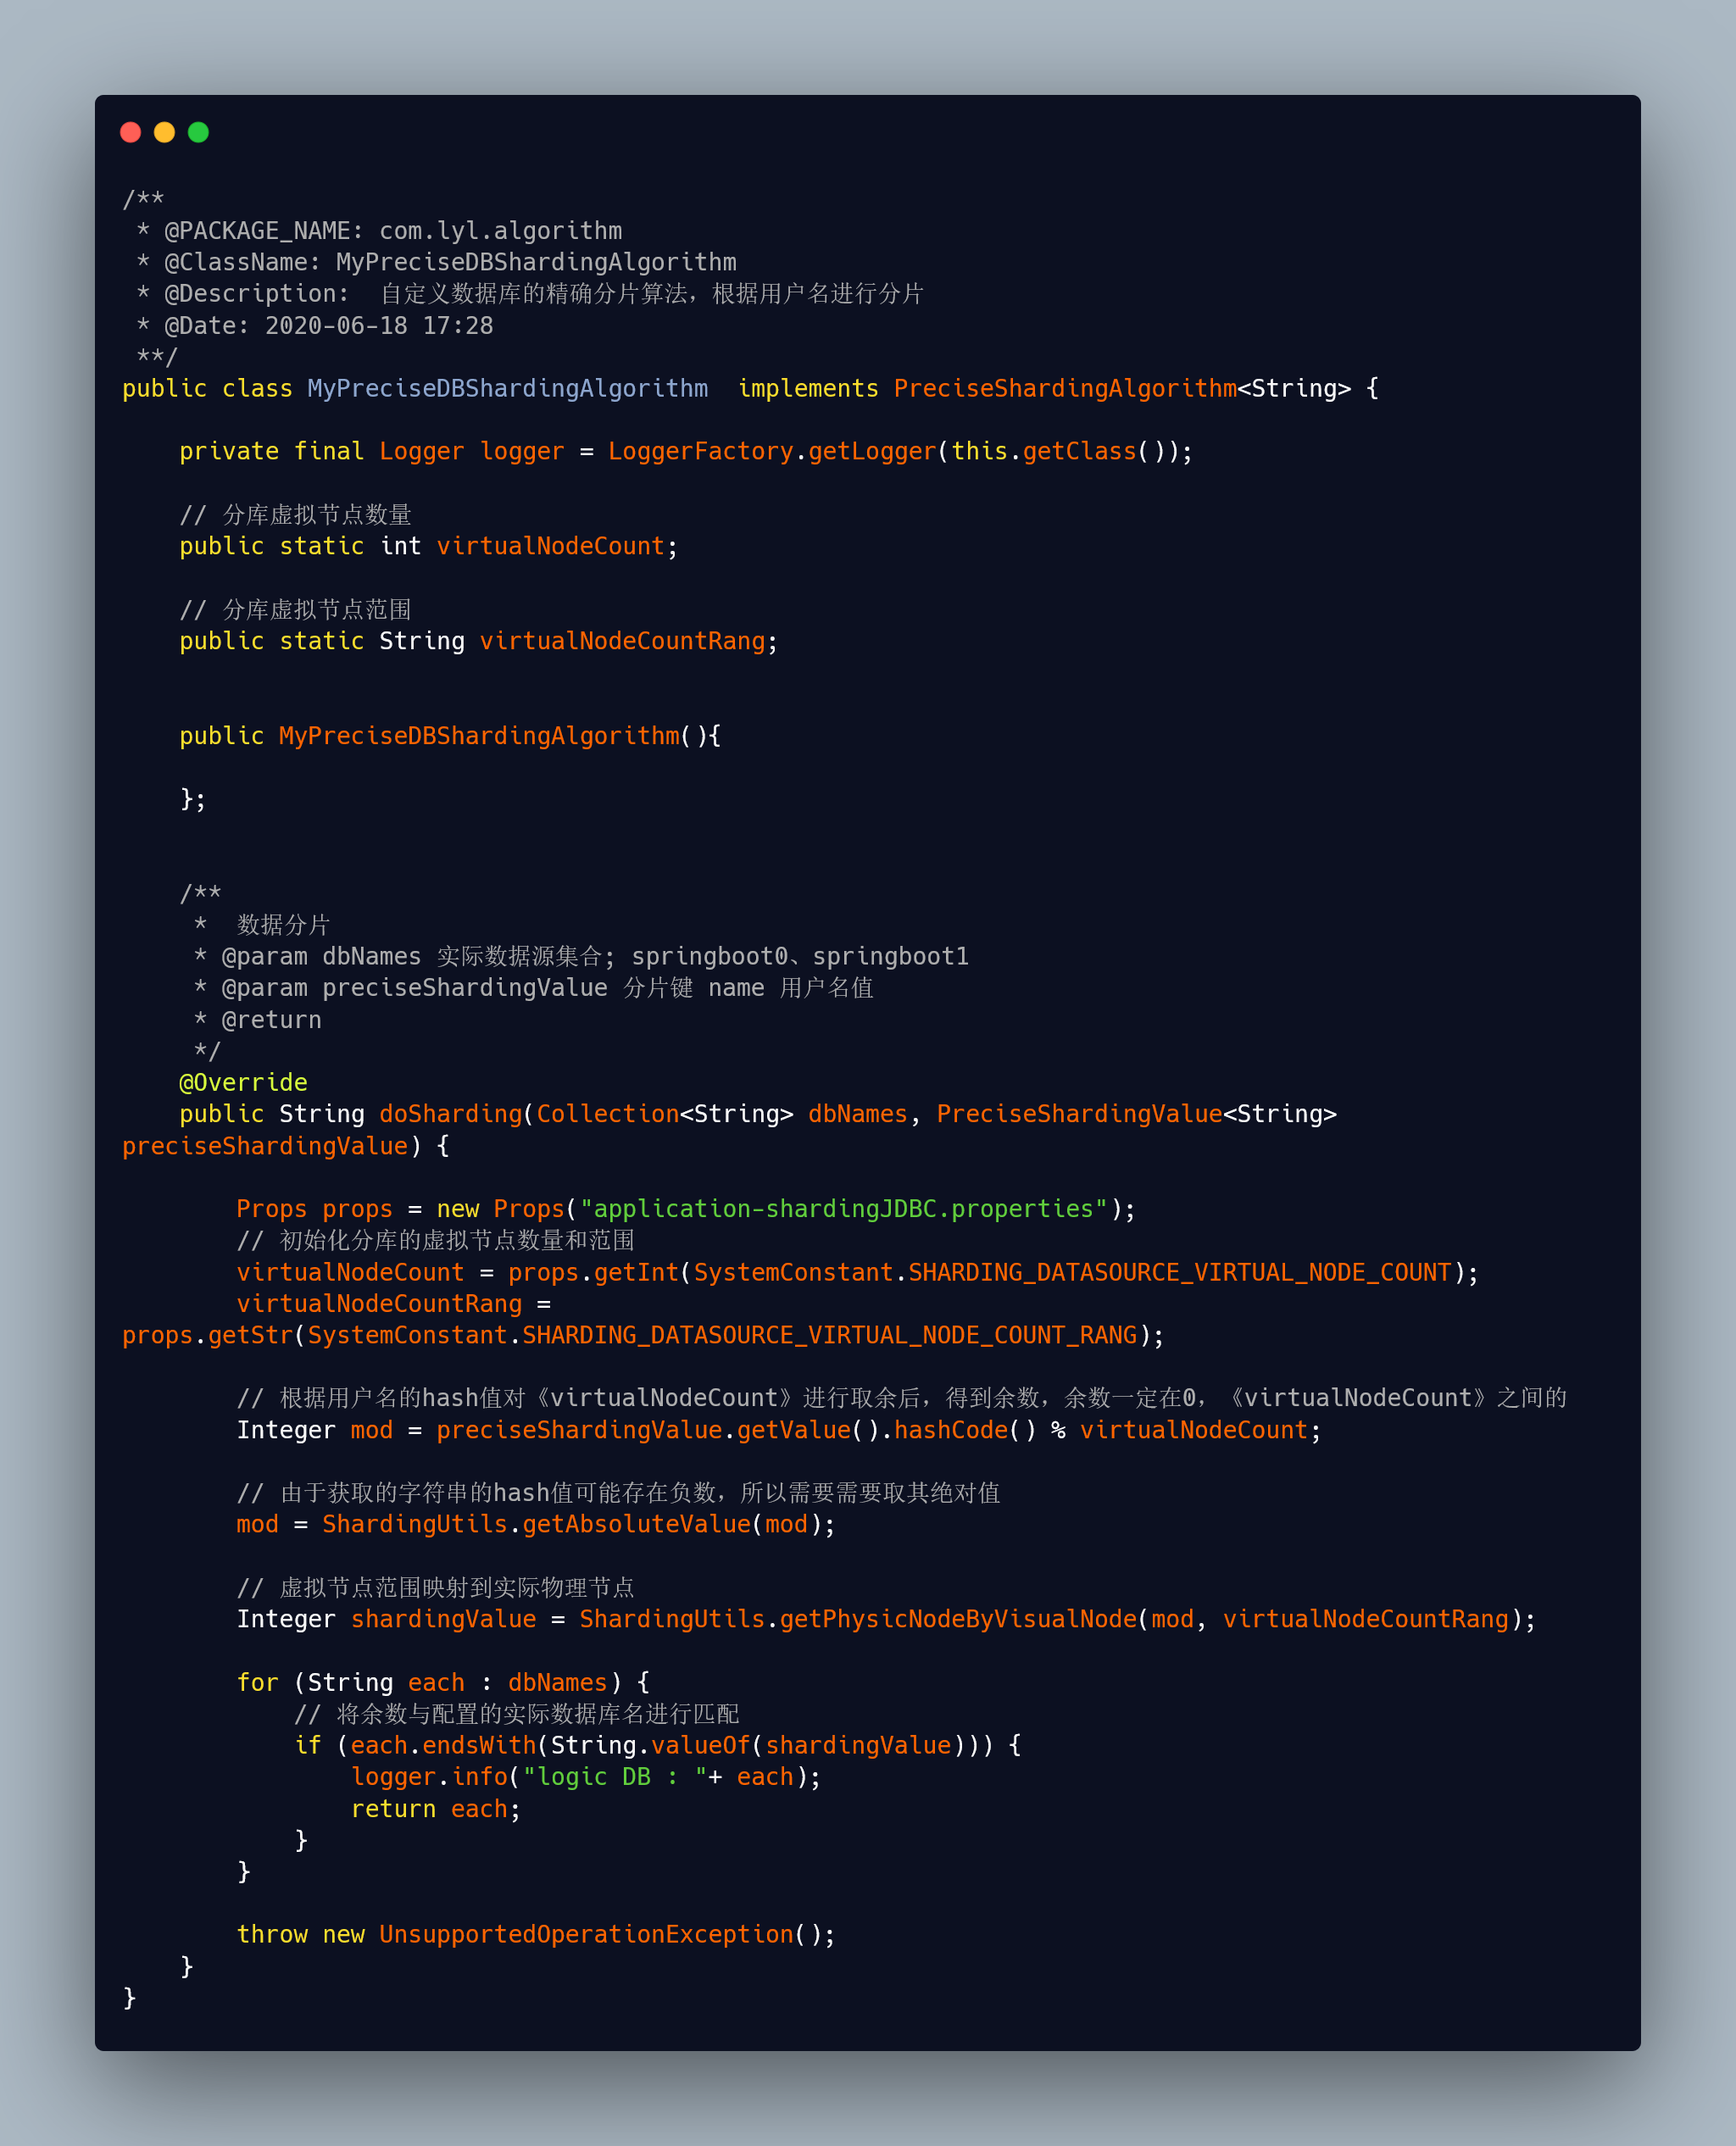 /**
 * @PACKAGE_NAME: com.lyl.algorithm
 * @ClassName: MyPreciseDBShardingAlgorithm
 * @Description:  自定义数据库的精确分片算法，根据用户名进行分片
 * @Date: 2020-06-18 17:28
 **/
public class MyPreciseDBShardingAlgorithm  implements PreciseShardingAlgorithm<String> {
    private final Logger logger = LoggerFactory.getLogger(this.getClass());
    // 分库虚拟节点数量
    public static int virtualNodeCount;
    // 分库虚拟节点范围
    public static String virtualNodeCountRang;
    public MyPreciseDBShardingAlgorithm(){
    };
    /**
     *  数据分片
     * @param dbNames 实际数据源集合; springboot0、springboot1
     * @param preciseShardingValue 分片键 name 用户名值
     * @return
     */
    @Override
    public String doSharding(Collection<String> dbNames, PreciseShardingValue<String>
preciseShardingValue) {
        Props props = new Props("application-shardingJDBC.properties");
        // 初始化分库的虚拟节点数量和范围
        virtualNodeCount = props.getInt(SystemConstant.SHARDING_DATASOURCE_VIRTUAL_NODE_COUNT);
        virtualNodeCountRang =
props.getStr(SystemConstant.SHARDING_DATASOURCE_VIRTUAL_NODE_COUNT_RANG);
        // 根据用户名的hash值对《virtualNodeCount》进行取余后，得到余数，余数一定在0，《virtualNodeCount》之间的
        Integer mod = preciseShardingValue.getValue().hashCode() % virtualNodeCount;
        // 由于获取的字符串的hash值可能存在负数，所以需要需要取其绝对值
        mod = ShardingUtils.getAbsoluteValue(mod);
        // 虚拟节点范围映射到实际物理节点
        Integer shardingValue = ShardingUtils.getPhysicNodeByVisualNode(mod, virtualNodeCountRang);
        for (String each : dbNames) {
            // 将余数与配置的实际数据库名进行匹配
            if (each.endsWith(String.valueOf(shardingValue))) {
                logger.info("logic DB : "+ each);
                return each;
            }
        }
        throw new UnsupportedOperationException();
    }
}